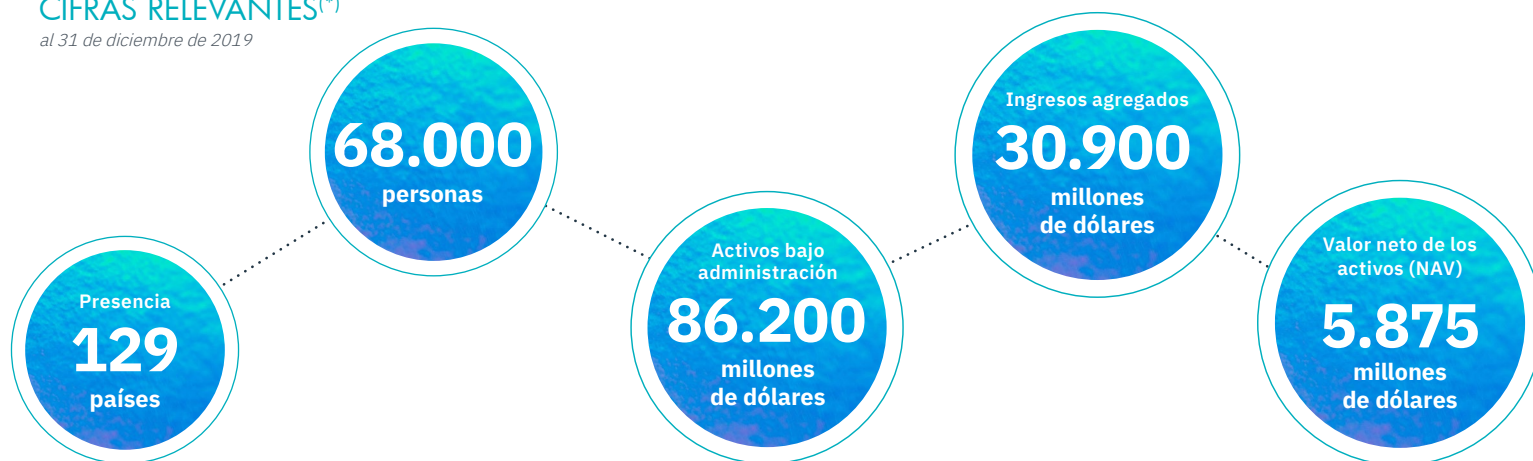 CIFRAS RELEVANTES(*)
al 31 de diciembre de 2019
Presencia
129
países
68.000
personas
Activos bajo
administración
86.200
millones
de dólares
Ingresos agregados
30.900
millones
de dólares
Valor neto de los
activos (NAV)
5.875
millones
de dólares